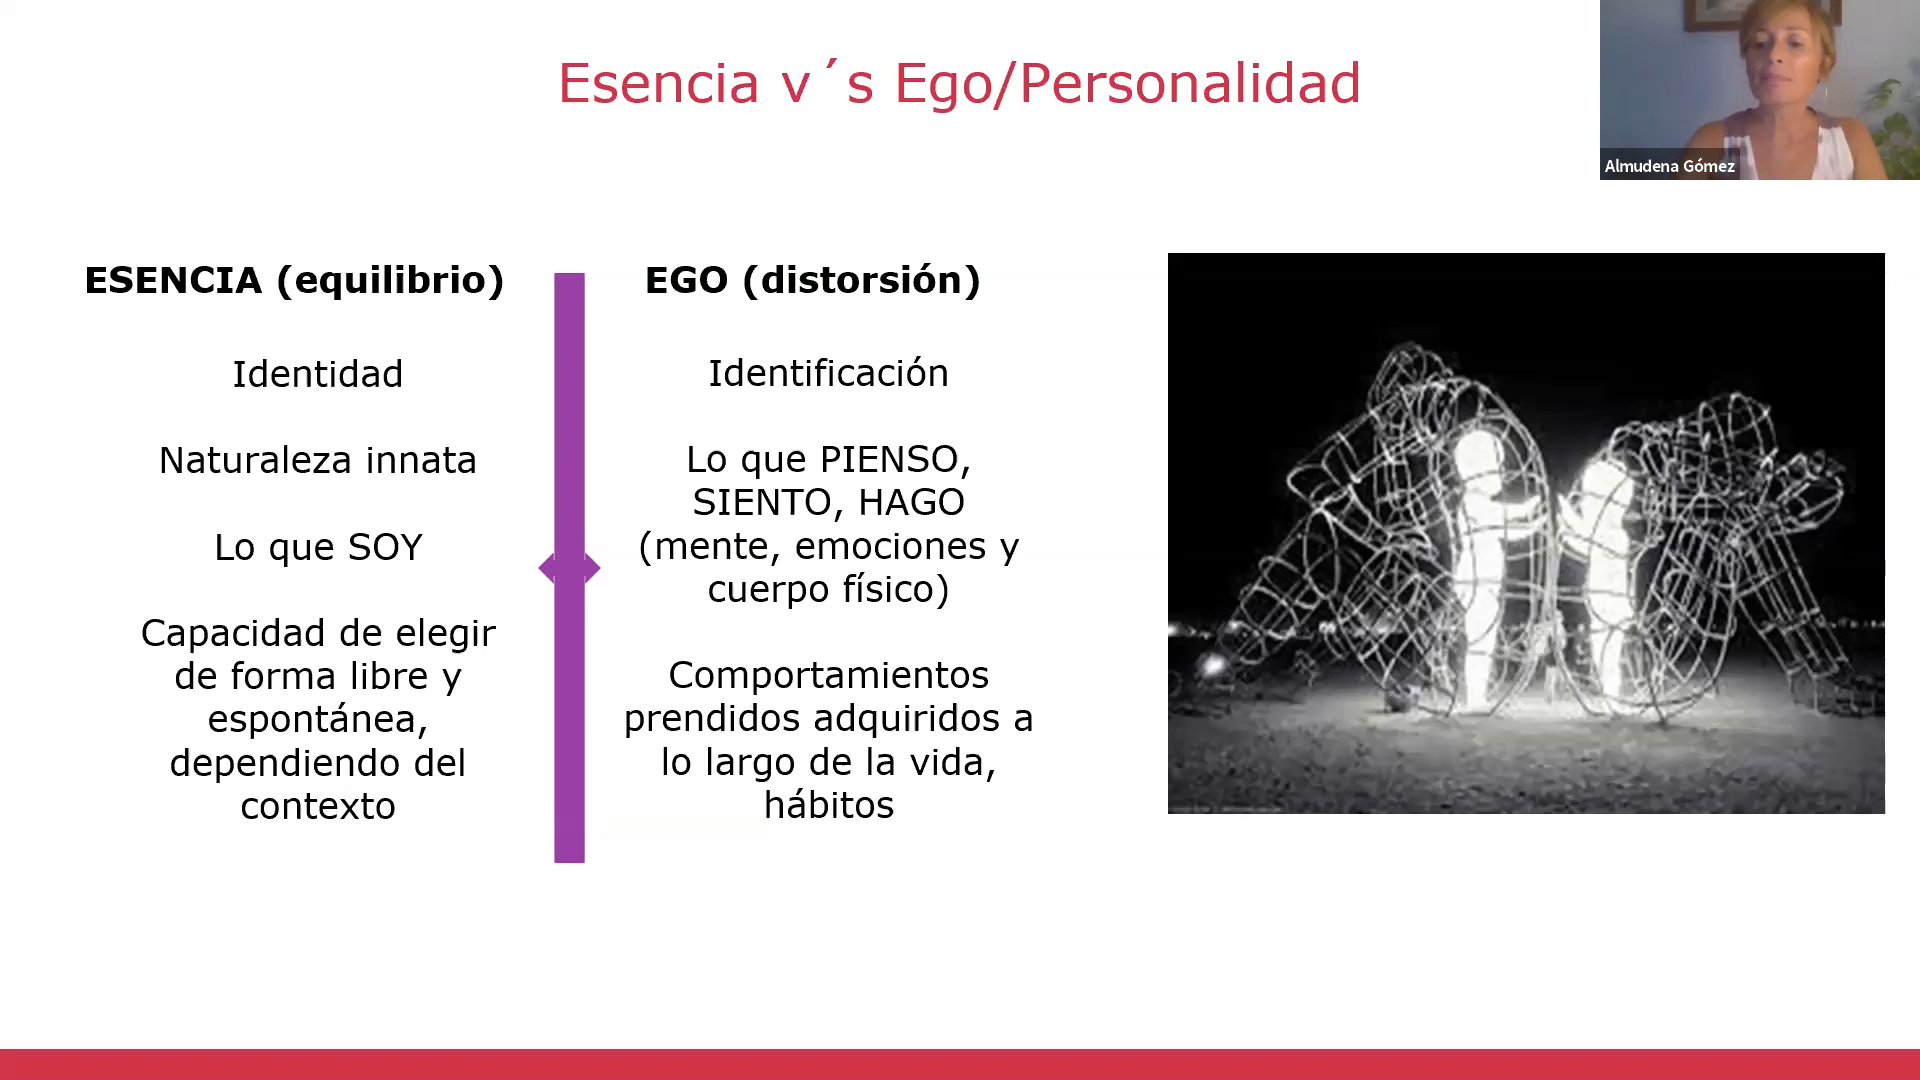 Esencia v´s Ego/Personalidad
Almudena Gómez
ESENCIA (equilibrio)
Identidad
Naturaleza innata
Lo que SOY
Capacidad de elegir
de forma libre y
espontánea,
dependiendo del
contexto
EGO (distorsión)
Identificación
Lo que PIENSO,
SIENTO, HAGO
(mente, emociones y
cuerpo físico)
Comportamientos
prendidos adquiridos a
lo largo de la vida,
hábitos